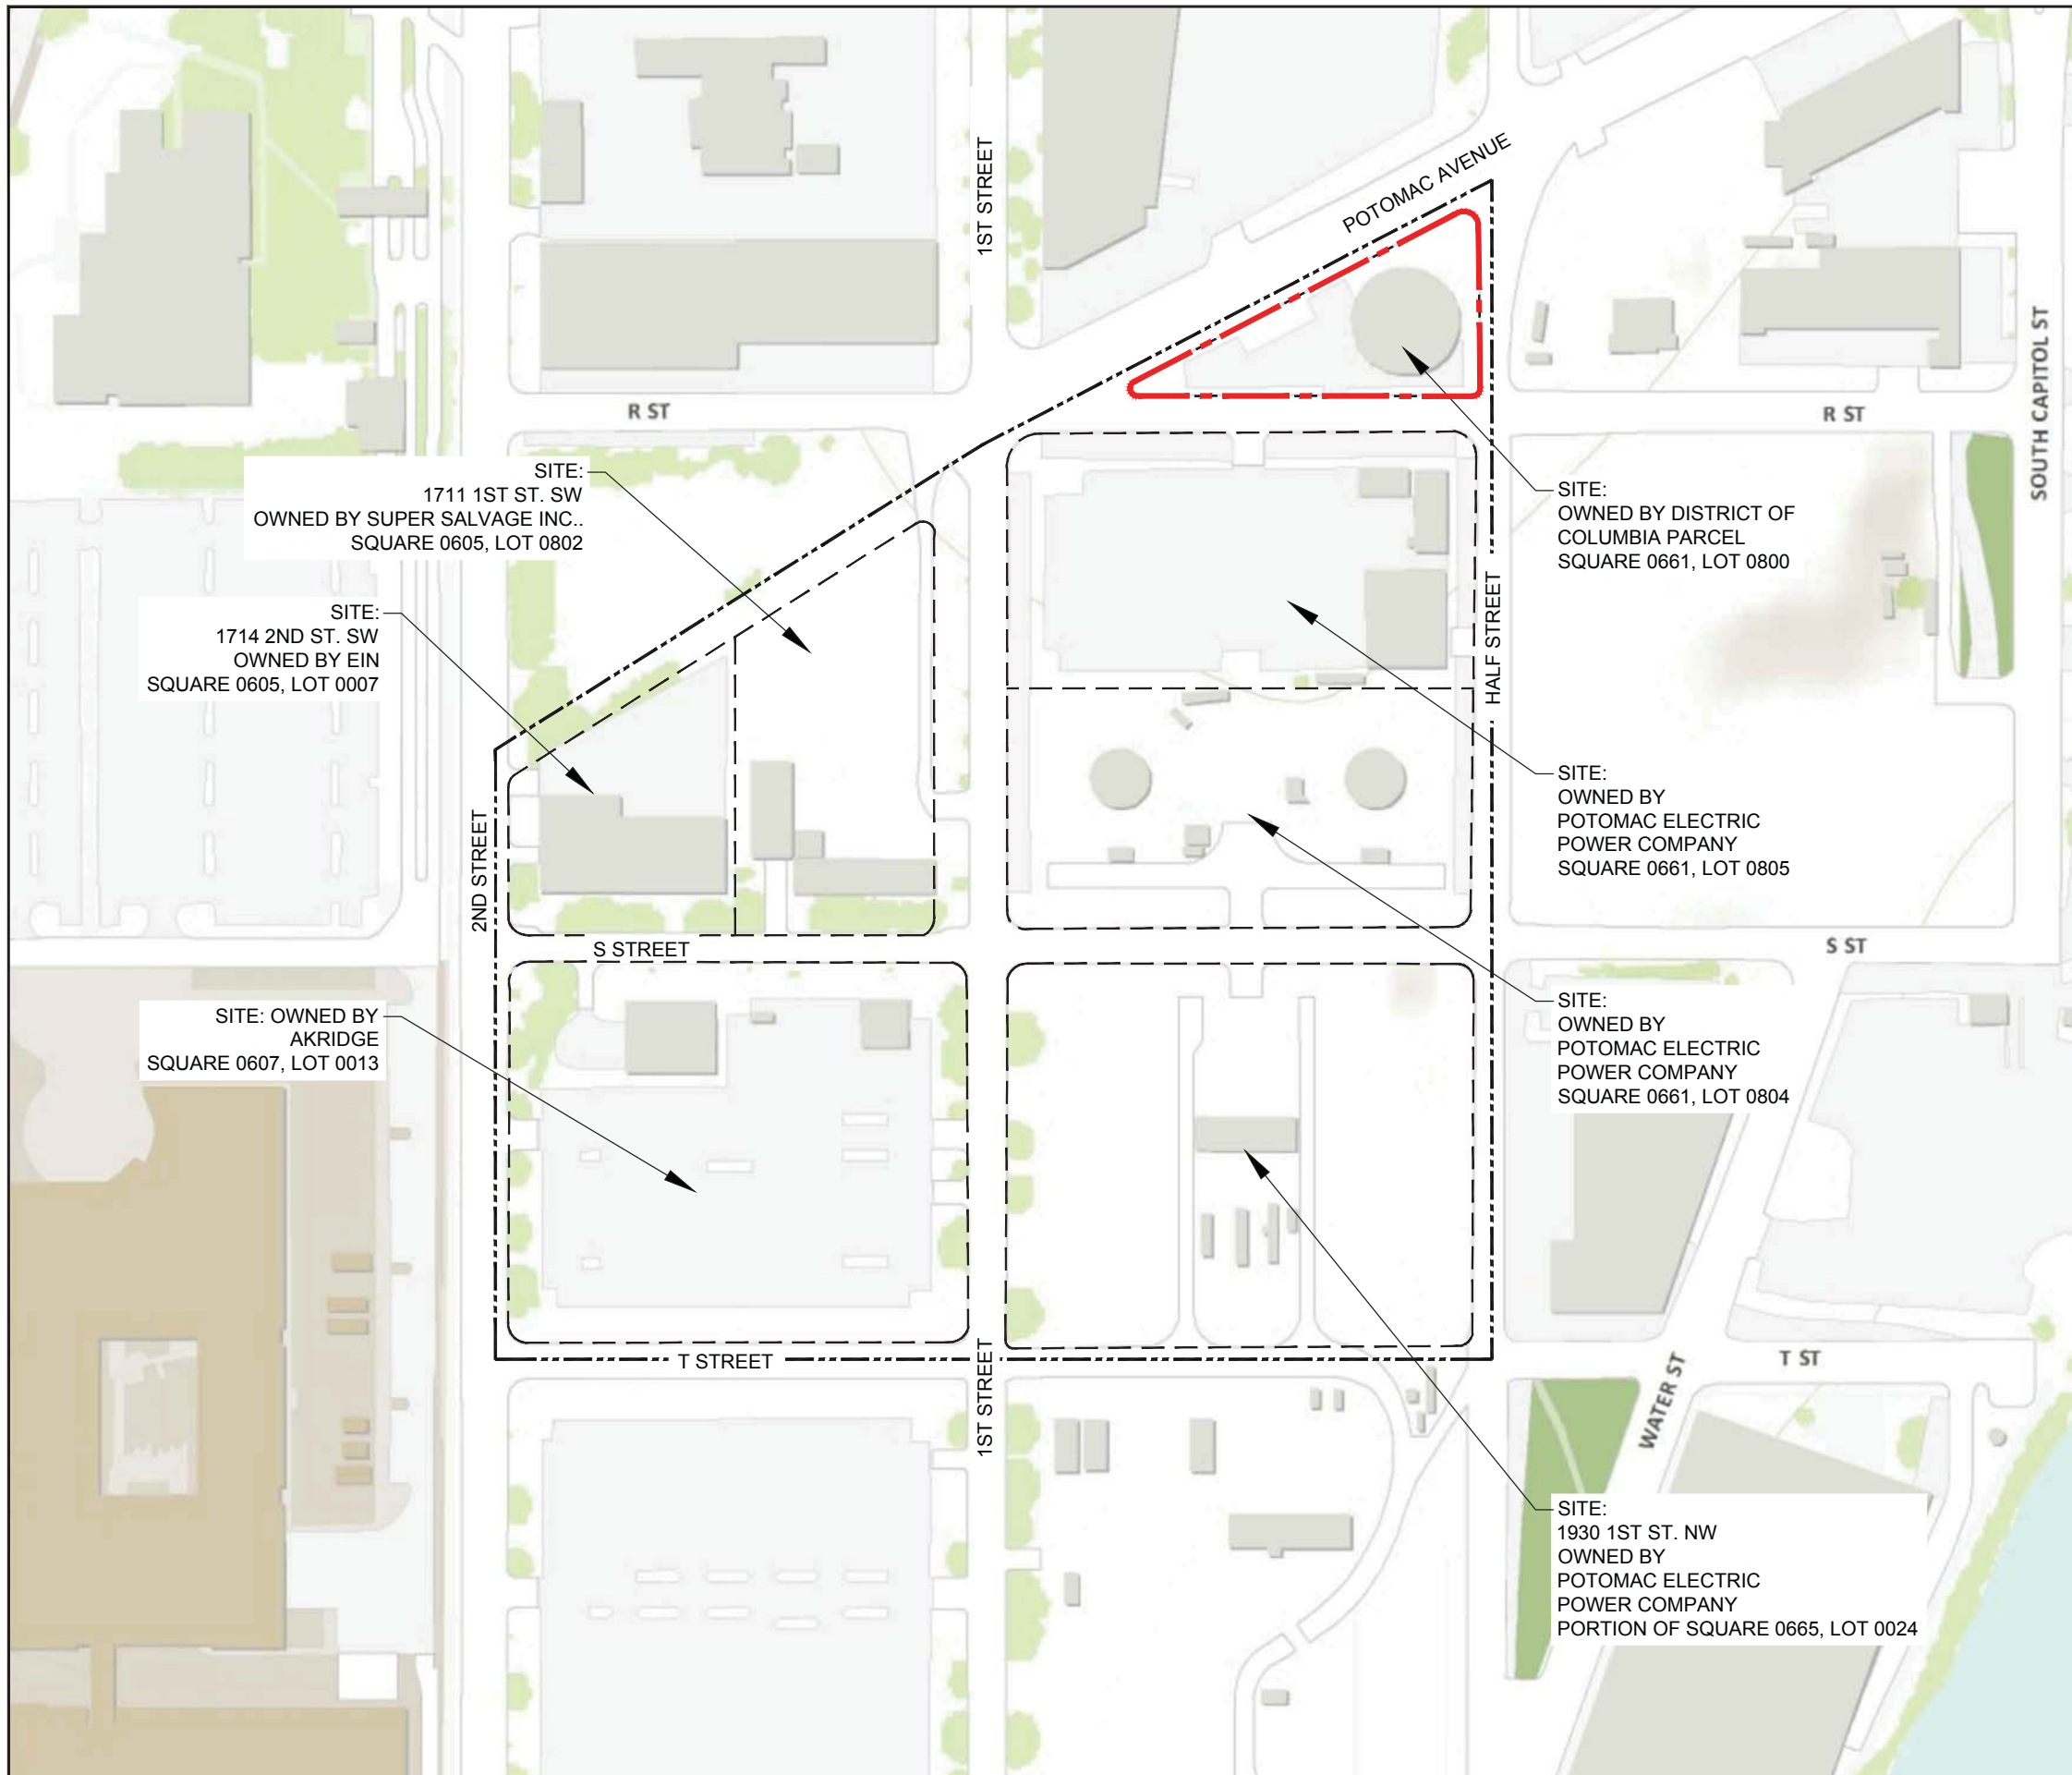 1ST STREET
POTOMAC AVENUE
SOUTH CAPITOL ST
R ST
R ST
SITE:
1711 1ST ST. SW
OWNED BY SUPER SALVAGE INC..
SQUARE 0605, LOT 0802
SITE:
OWNED BY DISTRICT OF
COLUMBIA PARCEL
SQUARE 0661, LOT 0800
SITE:
1714 2ND ST. SW
OWNED BY EIN
SQUARE 0605, LOT 0007
HALF STREET
SITE:
OWNED BY
POTOMAC ELECTRIC
POWER COMPANY
SQUARE 0661, LOT 0805
2ND STREET
S STREET
S ST
SITE: OWNED BY
AKRIDGE
SQUARE 0607, LOT 0013
SITE:
OWNED BY
POTOMAC ELECTRIC
POWER COMPANY
SQUARE 0661, LOT 0804
T STREET
1ST STREET
WATER ST
T ST
SITE:
1930 1ST ST. NW
OWNED BY
POTOMAC ELECTRIC
POWER COMPANY
PORTION OF SQUARE 0665, LOT 0024